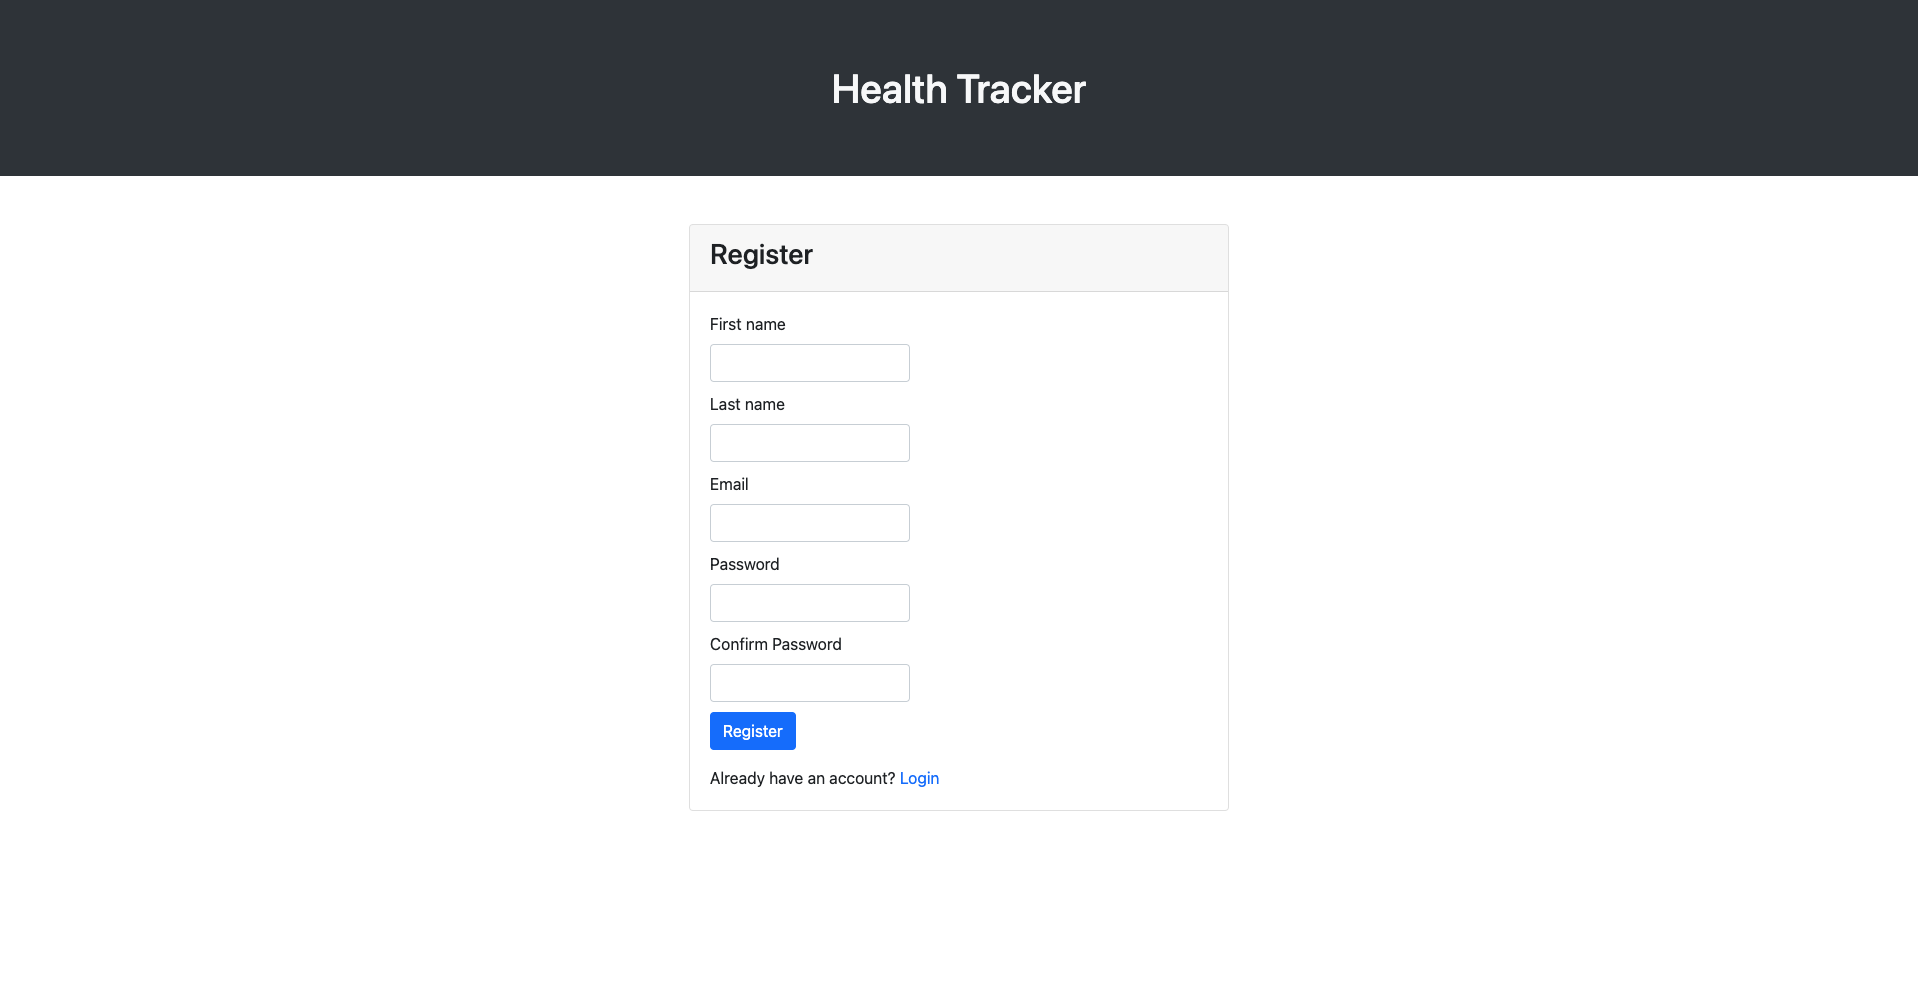 Health Tracker
Register
First name
Last name
Email
Password
Confirm Password
Register
Already have an account? Login